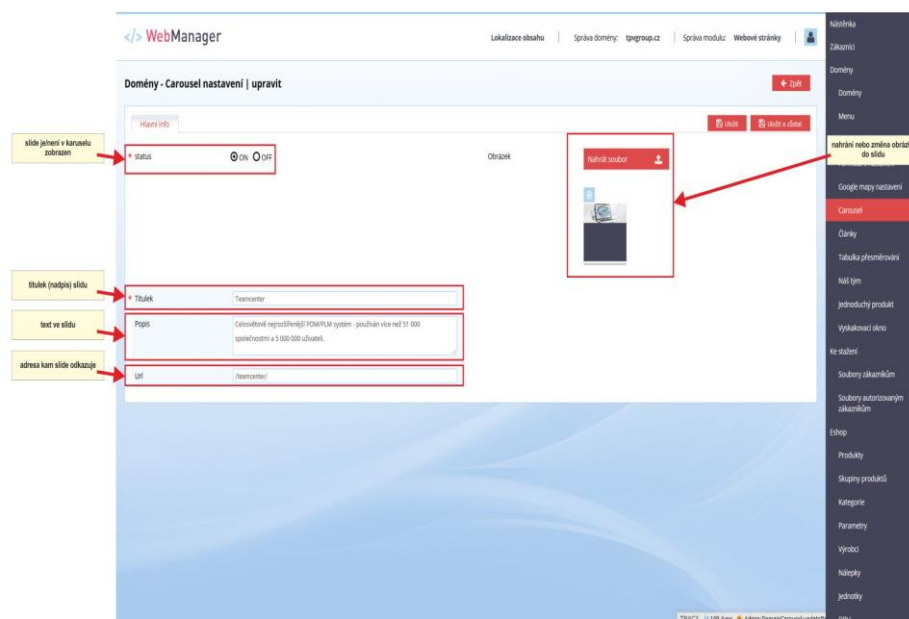 </> WebManager
Lokalizace obsahu
Správa domény: tpvgroup.cz
Správa modulu: Webové stránky
Domény - Carousel nastavení | upravit
Zpět
Hlavní info
Uložit
Uložit a zůstat
slide je/není v karuselu
zobrazen
* status
ON OFF
Obrázek
Nahrát soubor
nahrání nebo změna obráz
do slidu
titulek (nadpis) slidu
* Titulek
Teamcenter
text ve slidu
Popis
Celosvětově nejrozšířenější PDM/PLM systém - používán více než 51 000
společnostmi a 5 000 000 uživateli.
adresa kam slide odkazuje
Url
/teamcenter/
Nástěnka
Zákazníci
Domény
Domény
Menu
Google mapy nastavení
Carousel
Články
Tabulka přesměrování
Náš tým
Jednoduchý produkt
Vyskakovací okno
Ke stažení
Soubory zákazníkům
Soubory autorizovaným
zákazníkům
Eshop
Produkty
Skupiny produktů
Kategorie
Parametry
Výrobci
Nálepky
Jednotky